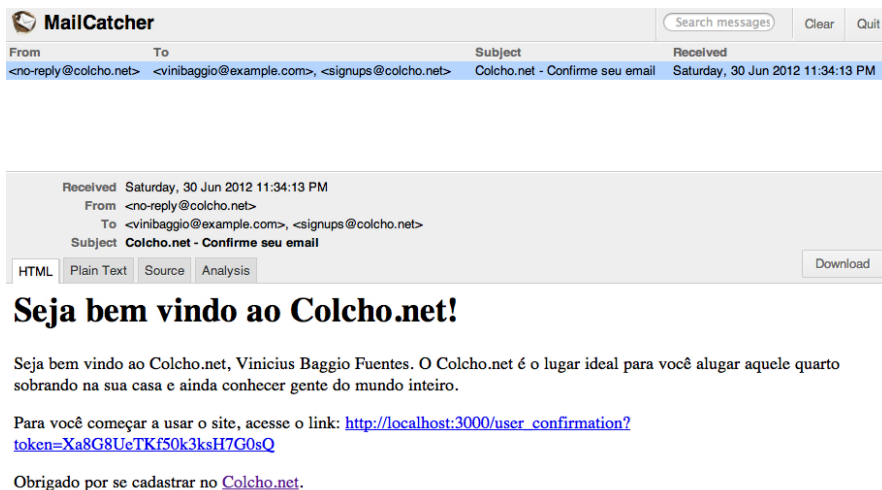 MailCatcher Search messages Clear Quit
From To Subject Received
<no-reply@colcho.net> <vinibaggio@example.com>, <signups@colcho.net> Colcho.net - Confirme seu email Saturday, 30 Jun 2012 11:34:13 PM
Received Saturday, 30 Jun 2012 11:34:13 PM
From <no-reply@colcho.net>
To <vinibaggio@example.com>, <signups@colcho.net>
Subject Colcho.net - Confirme seu email
HTML Plain Text Source Analysis Download
Seja bem vindo ao Colcho.net!
Seja bem vindo ao Colcho.net, Vinicius Baggio Fuentes. O Colcho.net é o lugar ideal para você alugar aquele quarto
sobrando na sua casa e ainda conhecer gente do mundo inteiro.
Para você começar a usar o site, acesse o link: http://localhost:3000/user_confirmation?
token=Xa8G8UeTKf50k3ksH7G0sQ
Obrigado por se cadastrar no Colcho.net.